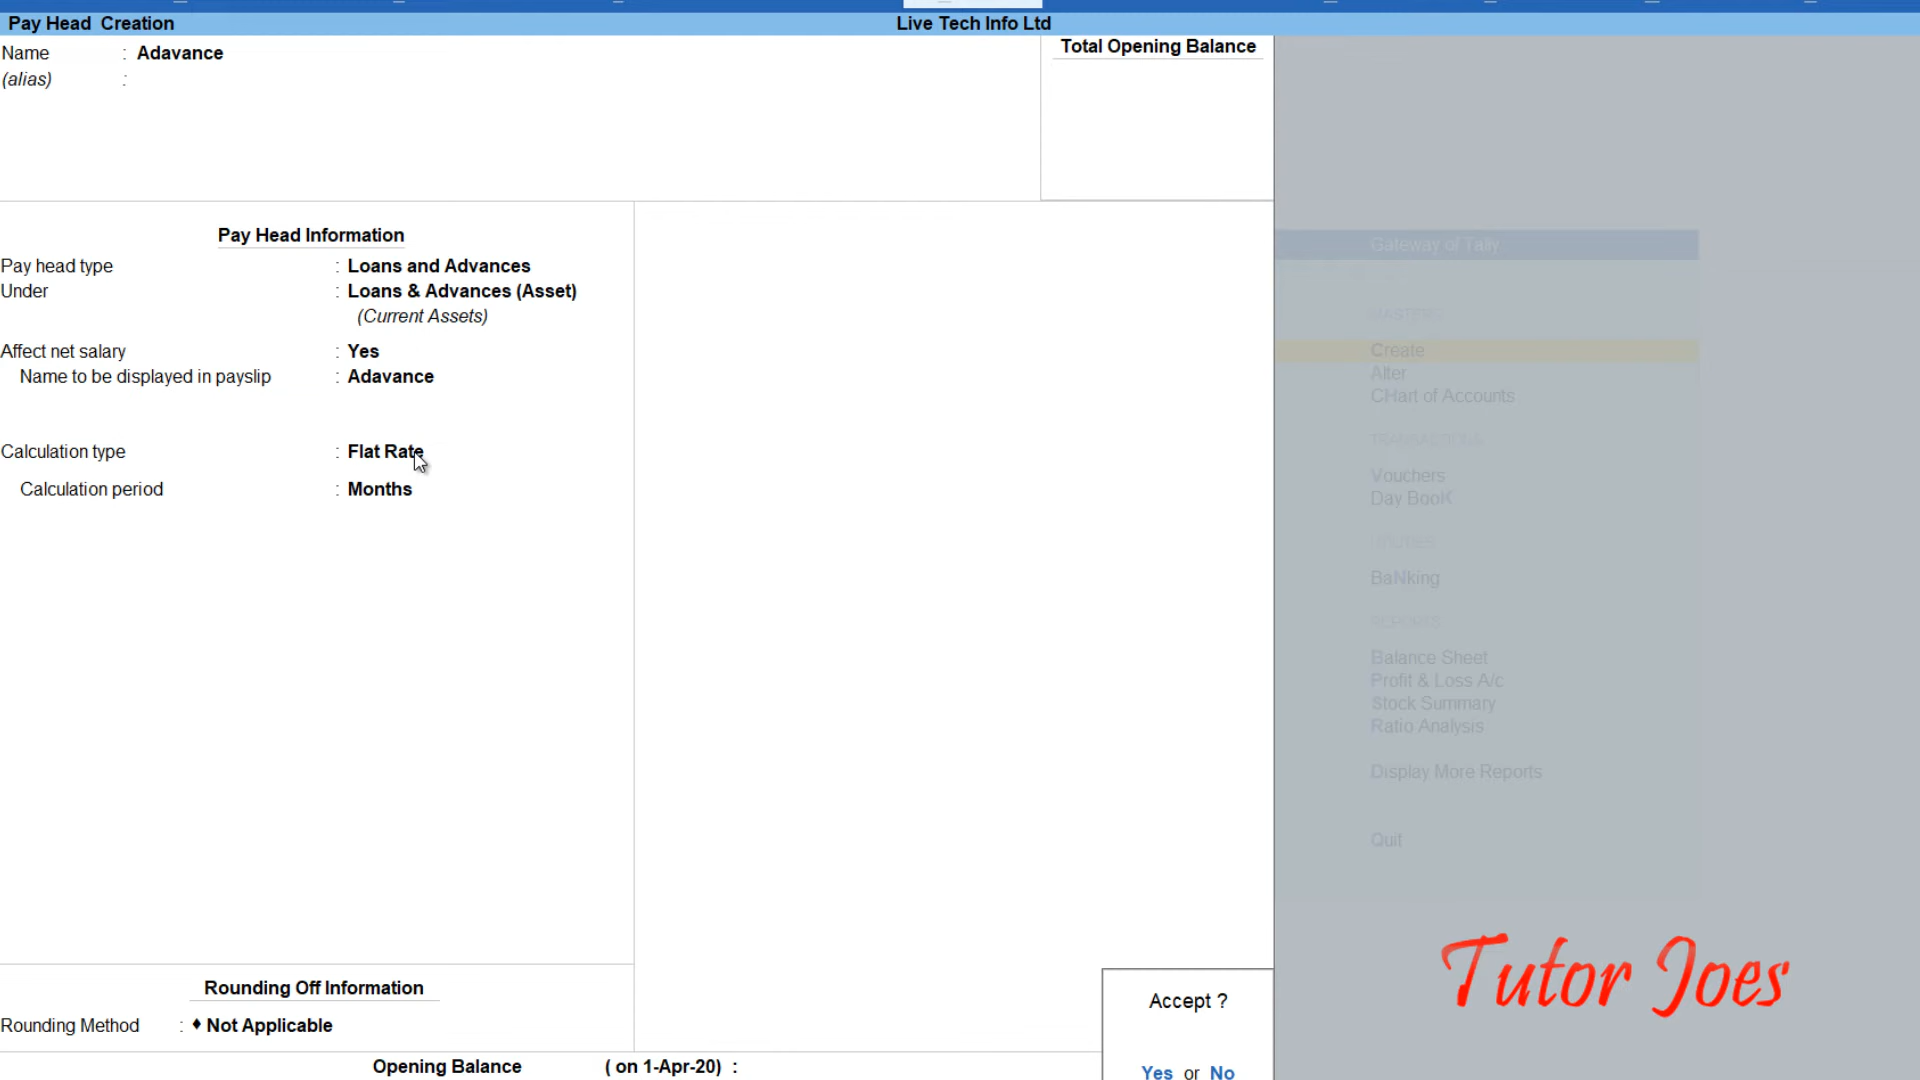 Pay Head Creation
Live Tech Info Ltd
Name : Adavance
(alias) :
Total Opening Balance
Pay Head Information
Pay head type : Loans and Advances
Under : Loans & Advances (Asset)
(Current Assets)
Affect net salary : Yes
Name to be displayed in payslip : Adavance
Calculation type : Flat Rate
Calculation period : Months
Rounding Off Information
Rounding Method : ♦ Not Applicable
Opening Balance ( on 1-Apr-20) :
Accept ?
Yes or No
Gateway of Tally
MASTERS
Create
Alter
CHart of Accounts
TRANSACTIONS
Vouchers
Day BooK
UTILITIES
BaNking
REPORTS
Balance Sheet
Profit & Loss A/c
Stock Summary
Ratio Analysis
Display More Reports
Quit
Tutor Joes